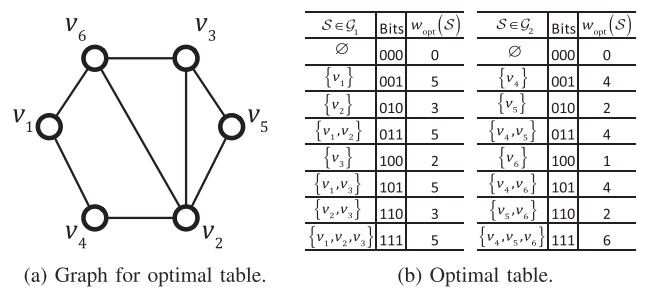 v₆ v₃
v₁ v₅
v₄ v₂
(a) Graph for optimal table.
S∈G₁ Bits w_opt(S) S∈G₂ Bits w_opt(S)
∅ 000 0 ∅ 000 0
{v₁} 001 5 {v₄} 001 4
{v₂} 010 3 {v₅} 010 2
{v₁,v₂} 011 5 {v₄,v₅} 011 4
{v₃} 100 2 {v₆} 100 1
{v₁,v₃} 101 5 {v₄,v₆} 101 4
{v₂,v₃} 110 3 {v₅,v₆} 110 2
{v₁,v₂,v₃} 111 5 {v₄,v₅,v₆} 111 6
(b) Optimal table.